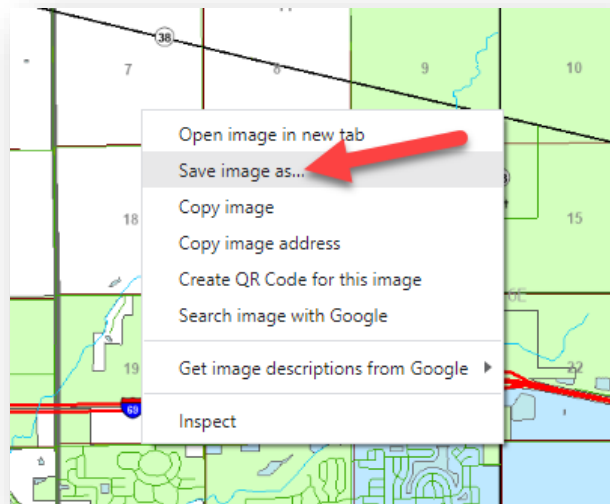 38
7
8
9
10
Open image in new tab
Save image as...
Copy image
18
15
Copy image address
Create QR Code for this image
6E
Search image with Google
19
Get image descriptions from Google
22
69
Inspect